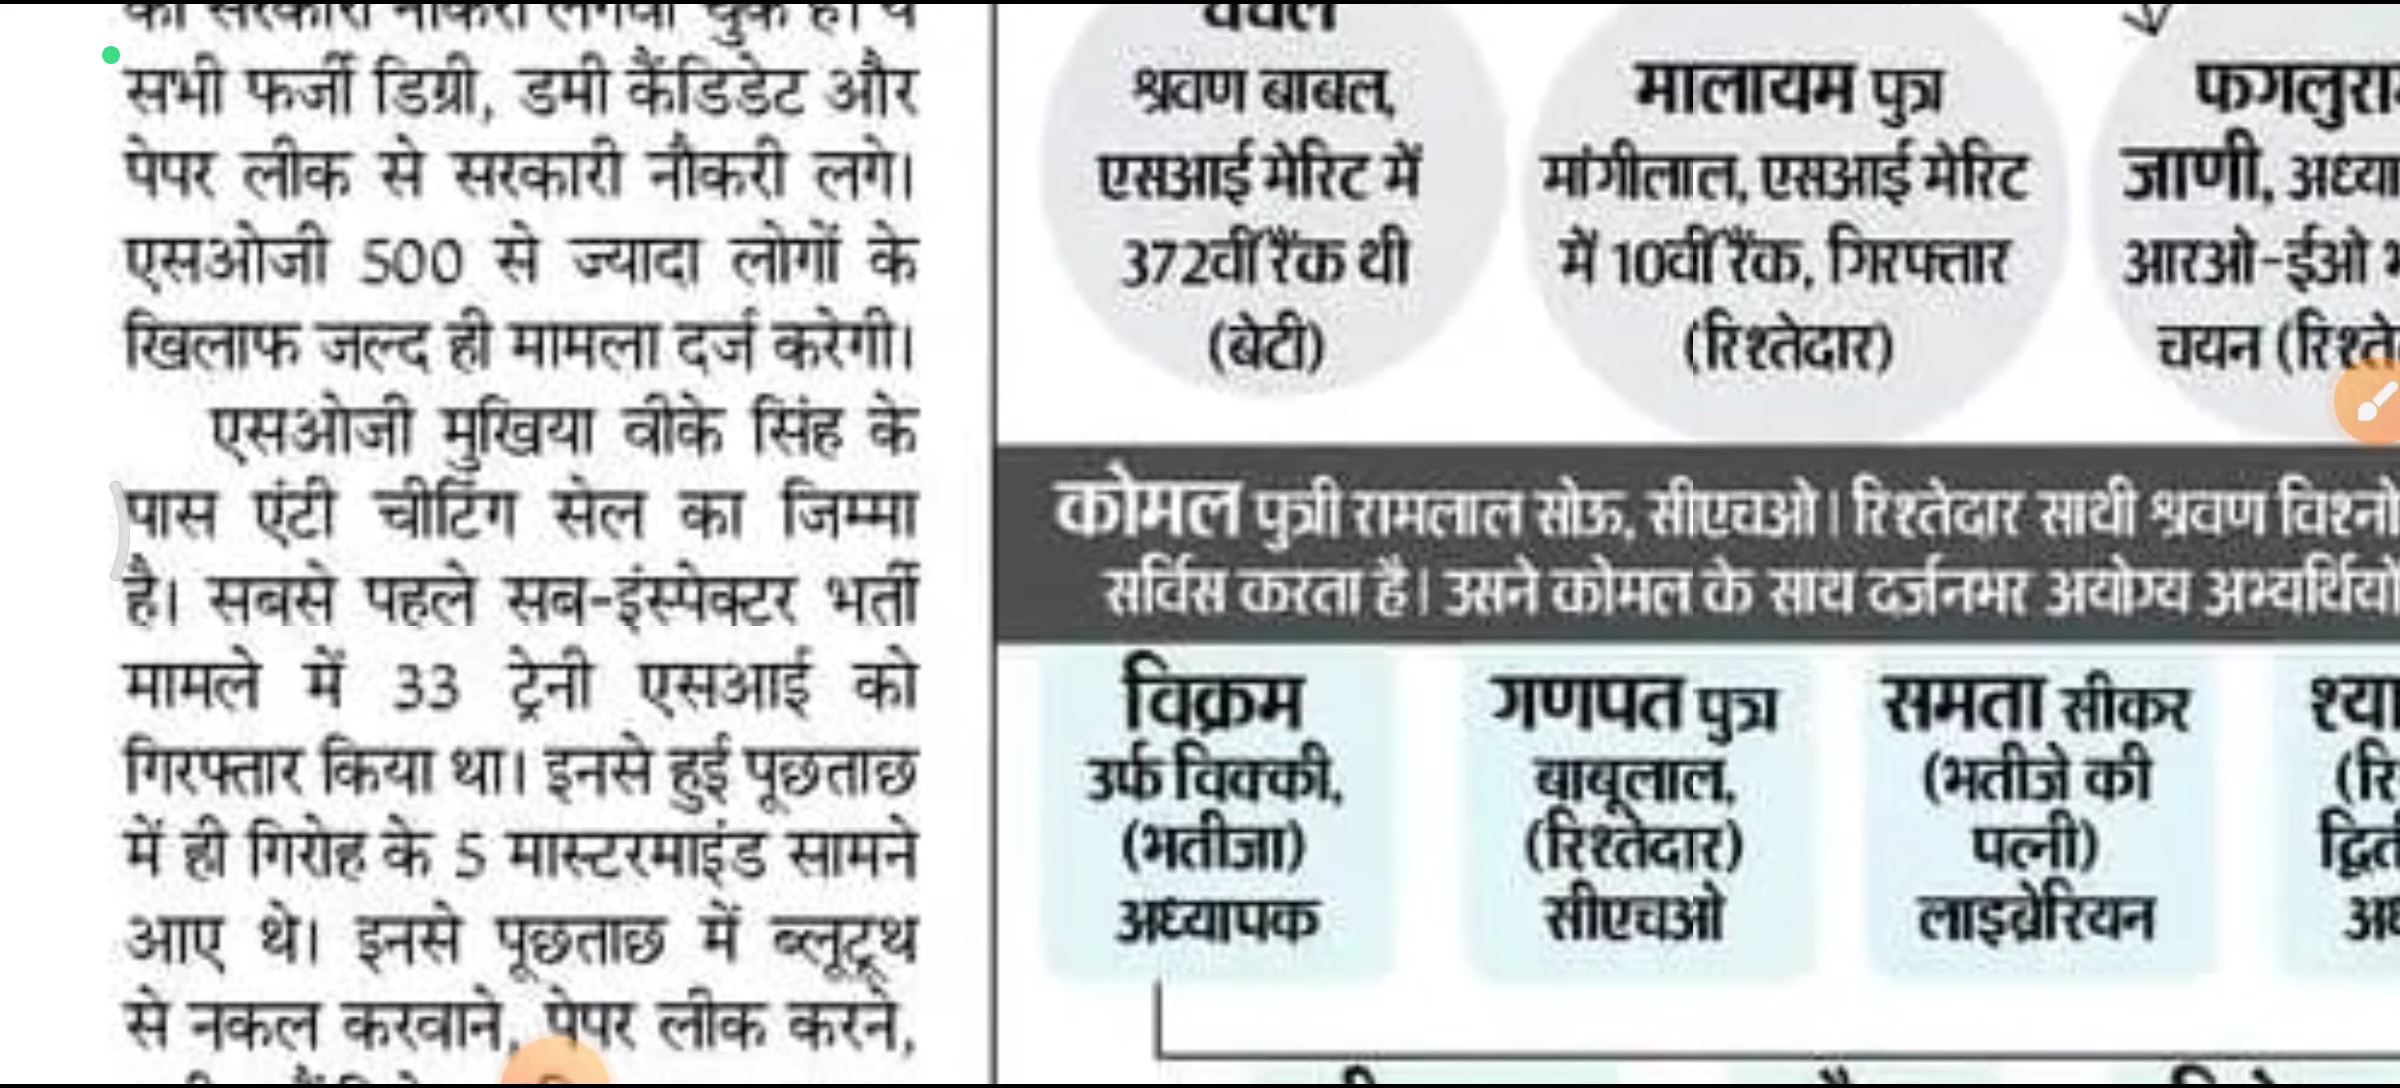 को सरकारी नौकरी लगवा चुके हैं। ये
सभी फर्जी डिग्री, डमी कैंडिडेट और
पेपर लीक से सरकारी नौकरी लगे।
एसओजी 500 से ज्यादा लोगों के
खिलाफ जल्द ही मामला दर्ज करेगी।
एसओजी मुखिया वीके सिंह के
पास एंटी चीटिंग सेल का जिम्मा
है। सबसे पहले सब-इंस्पेक्टर भर्ती
मामले में 33 ट्रेनी एसआई को
गिरफ्तार किया था। इनसे हुई पूछताछ
में ही गिरोह के 5 मास्टरमाइंड सामने
आए थे। इनसे पूछताछ में ब्लूटूथ
से नकल करवाने, पेपर लीक करने,
श्रवण बाबल,
एसआई मेरिट में
372वीं रैंक थी
(बेटी)
मालायम पुत्र
मांगीलाल, एसआई मेरिट
में 10वीं रैंक, गिरफ्तार
(रिश्तेदार)
जाणी,
आरओ-ईओ
चयन
कोमल पुत्री रामलाल सोऊ, सीएचओ। रिश्तेदार साथी श्रवण
सर्विस करता है। उसने कोमल के साथ दर्जनभर अयोग्य
विक्रम
उर्फ विक्की,
(भतीजा)
अध्यापक
गणपत पुत्र
बाबूलाल,
(रिश्तेदार)
सीएचओ
समता सीकर
(भतीजे की
पत्नी)
लाइब्रेरियन